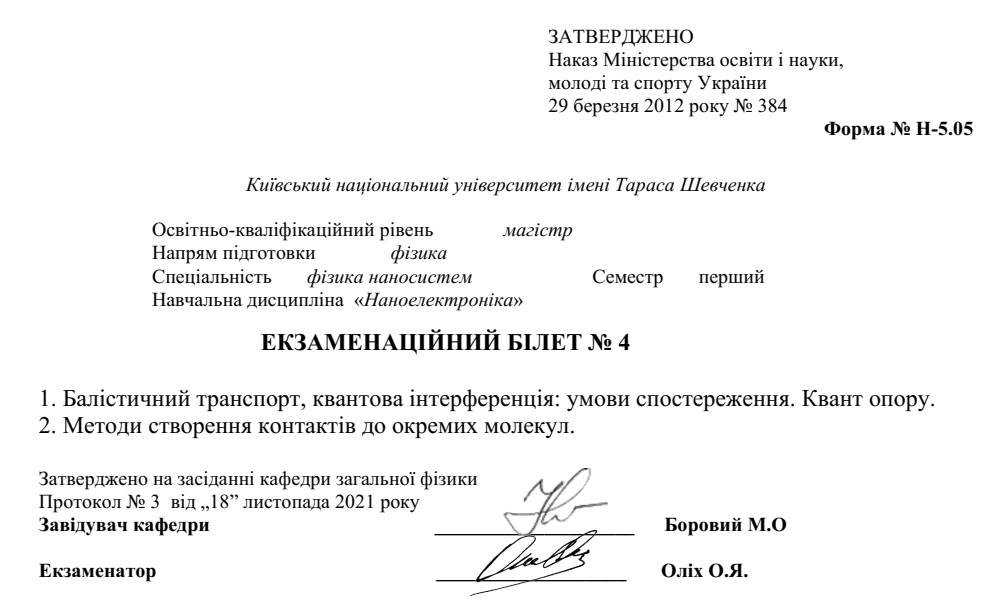 ЗАТВЕРДЖЕНО
Наказ Міністерства освіти і науки,
молоді та спорту України
29 березня 2012 року № 384
Форма № Н-5.05
Київський національний університет імені Тараса Шевченка
Освітньо-кваліфікаційний рівень магістр
Напрям підготовки фізика
Спеціальність фізика наносистем Семестр перший
Навчальна дисципліна «Наноелектроніка»
ЕКЗАМЕНАЦІЙНИЙ БІЛЕТ № 4
1. Балістичний транспорт, квантова інтерференція: умови спостереження. Квант опору.
2. Методи створення контактів до окремих молекул.
Затверджено на засіданні кафедри загальної фізики
Протокол № 3 від „18” листопада 2021 року
Завідувач кафедри Боровий М.О
Екзаменатор Оліх О.Я.